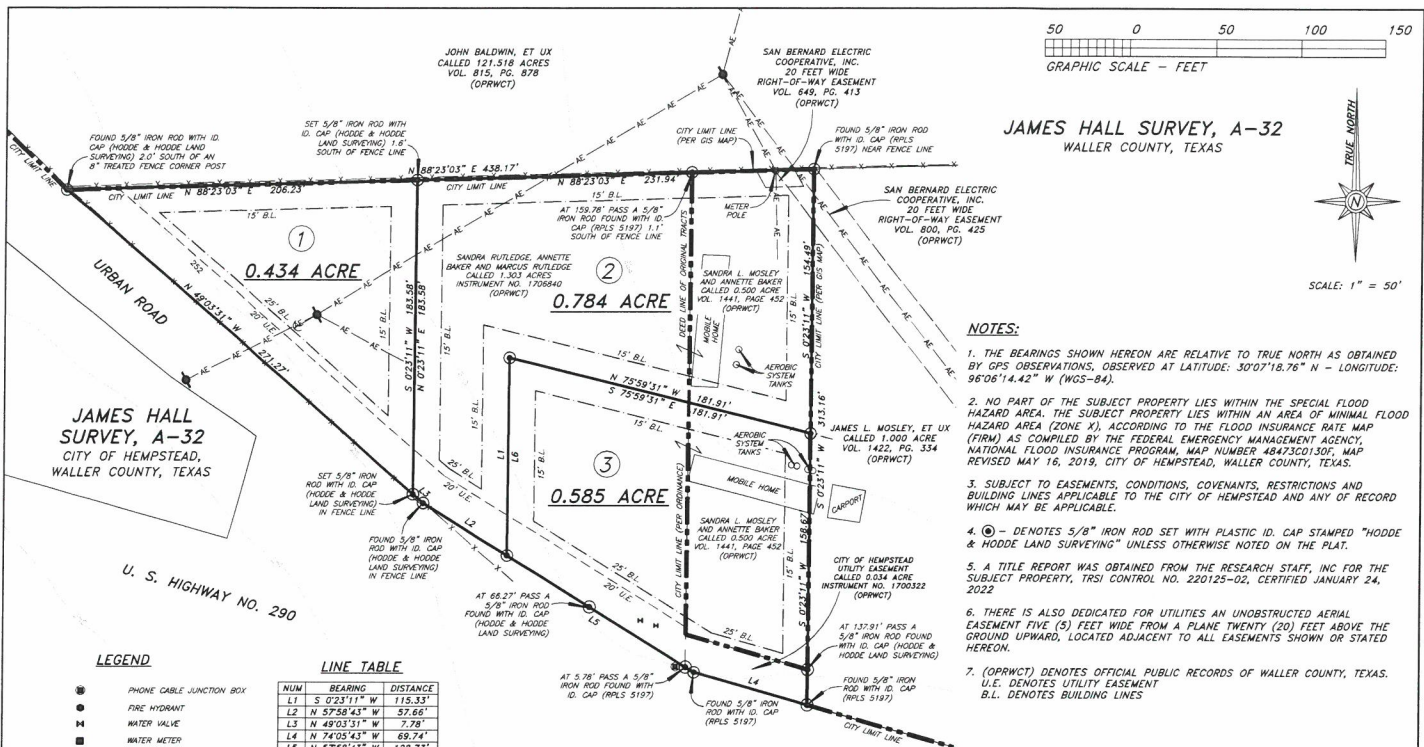 50 0 50 100 150
GRAPHIC SCALE - FEET
JAMES HALL SURVEY, A-32
WALLER COUNTY, TEXAS
TRUE NORTH
N
SCALE: 1" = 50'
JOHN BALDWIN, ET UX
CALLED 121.518 ACRES
VOL. 815, PG. 878
(OPRWCT)
SAN BERNARD ELECTRIC
COOPERATIVE, INC.
20 FEET WIDE
RIGHT-OF-WAY EASEMENT
VOL. 649, PG. 413
(OPRWCT)
FOUND 5/8" IRON ROD WITH ID.
CAP (HODDE & HODDE LAND
SURVEYING) 2.0' SOUTH OF AN
8" TREATED FENCE CORNER POST
SET 5/8" IRON ROD WITH
ID. CAP (HODDE & HODDE
LAND SURVEYING) 1.6'
SOUTH OF FENCE LINE
CITY LIMIT LINE
(PER GIS MAP)
FOUND 5/8" IRON ROD
WITH ID. CAP (RPLS
5197) NEAR FENCE LINE
SAN BERNARD ELECTRIC
COOPERATIVE, INC.
20 FEET WIDE
RIGHT-OF-WAY EASEMENT
VOL. 800, PG. 425
(OPRWCT)
CITY LIMIT LINE
CITY LIMIT LINE
N 88°23'03" E 206.23'
N 88°23'03" E 438.17'
CITY LIMIT LINE
N 88°23'03" E 231.94'
15' B.L.
15' B.L.
AT 159.78' PASS A 5/8"
IRON ROD FOUND WITH ID.
CAP (RPLS 5197) 1.1'
SOUTH OF FENCE LINE
METER
POLE
1
0.434 ACRE
SANDRA RUTLEDGE, ANNETTE
BAKER AND MARCUS RUTLEDGE
CALLED 1.303 ACRES
INSTRUMENT NO. 1706840
(OPRWCT)
2
0.784 ACRE
SANDRA L. MOSLEY
AND ANNETTE BAKER
CALLED 0.500 ACRE
VOL. 1441, PAGE 452
(OPRWCT)
DEED LINE OF ORIGINAL TRACTS
MOBILE
HOME
AEROBIC
SYSTEM
TANKS
S 0°23'11" W 154.49'
CITY LIMIT LINE (PER GIS MAP)
S 0°23'11" W 313.16'
15' B.L.
URBAN ROAD
252
N 49°03'31" W 271.27'
25' B.L.
20' U.E.
15' B.L.
S 0°23'11" W 183.58'
N 0°23'11" E 183.58'
15' B.L.
15' B.L.
15' B.L.
N 75°59'31" W 181.91'
S 75°59'31" E 181.91'
15' B.L.
JAMES L. MOSLEY, ET UX
CALLED 1.000 ACRE
VOL. 1422, PG. 334
(OPRWCT)
JAMES HALL
SURVEY, A-32
CITY OF HEMPSTEAD,
WALLER COUNTY, TEXAS
L1
L6
15' B.L.
25' B.L.
20' U.E.
3
0.585 ACRE
AEROBIC
SYSTEM
TANKS
MOBILE HOME
CARPORT
SET 5/8" IRON
ROD WITH ID. CAP
(HODDE & HODDE
LAND SURVEYING)
IN FENCE LINE
L3
L2
FOUND 5/8" IRON
ROD WITH ID. CAP
(HODDE & HODDE
LAND SURVEYING)
IN FENCE LINE
CITY LIMIT LINE (PER ORDINANCE)
SANDRA L. MOSLEY
AND ANNETTE BAKER
CALLED 0.500 ACRE
VOL. 1441, PAGE 452
(OPRWCT)
15' B.L.
S 0°23'11" W 158.67'
CITY OF HEMPSTEAD
UTILITY EASEMENT
CALLED 0.034 ACRE
INSTRUMENT NO. 1700322
(OPRWCT)
U. S. HIGHWAY NO. 290
AT 66.27' PASS A
5/8" IRON ROD
FOUND WITH ID. CAP
(HODDE & HODDE
LAND SURVEYING)
25' B.L.
20' U.E.
L5
25' B.L.
AT 137.91' PASS A
5/8" IRON ROD FOUND
WITH ID. CAP (HODDE &
HODDE LAND SURVEYING)
AT 5.78' PASS A 5/8"
IRON ROD FOUND WITH
ID. CAP (RPLS 5197)
L4
FOUND 5/8" IRON
ROD WITH ID. CAP
(RPLS 5197)
FOUND 5/8" IRON
ROD WITH ID. CAP
(RPLS 5197)
CITY LIMIT LINE
NOTES:
1. THE BEARINGS SHOWN HEREON ARE RELATIVE TO TRUE NORTH AS OBTAINED
BY GPS OBSERVATIONS, OBSERVED AT LATITUDE: 30°07'18.76" N - LONGITUDE:
96°06'14.42" W (WGS-84).
2. NO PART OF THE SUBJECT PROPERTY LIES WITHIN THE SPECIAL FLOOD
HAZARD AREA. THE SUBJECT PROPERTY LIES WITHIN AN AREA OF MINIMAL FLOOD
HAZARD AREA (ZONE X), ACCORDING TO THE FLOOD INSURANCE RATE MAP
(FIRM) AS COMPILED BY THE FEDERAL EMERGENCY MANAGEMENT AGENCY,
NATIONAL FLOOD INSURANCE PROGRAM, MAP NUMBER 48473C0130F, MAP
REVISED MAY 16, 2019, CITY OF HEMPSTEAD, WALLER COUNTY, TEXAS.
3. SUBJECT TO EASEMENTS, CONDITIONS, COVENANTS, RESTRICTIONS AND
BUILDING LINES APPLICABLE TO THE CITY OF HEMPSTEAD AND ANY OF RECORD
WHICH MAY BE APPLICABLE.
4. - DENOTES 5/8" IRON ROD SET WITH PLASTIC ID. CAP STAMPED "HODDE
& HODDE LAND SURVEYING" UNLESS OTHERWISE NOTED ON THE PLAT.
5. A TITLE REPORT WAS OBTAINED FROM THE RESEARCH STAFF, INC FOR THE
SUBJECT PROPERTY, TRSI CONTROL NO. 220125-02, CERTIFIED JANUARY 24,
2022
6. THERE IS ALSO DEDICATED FOR UTILITIES AN UNOBSTRUCTED AERIAL
EASEMENT FIVE (5) FEET WIDE FROM A PLANE TWENTY (20) FEET ABOVE THE
GROUND UPWARD, LOCATED ADJACENT TO ALL EASEMENTS SHOWN OR STATED
HEREON.
7. (OPRWCT) DENOTES OFFICIAL PUBLIC RECORDS OF WALLER COUNTY, TEXAS.
U.E. DENOTES UTILITY EASEMENT
B.L. DENOTES BUILDING LINES
LEGEND
PHONE CABLE JUNCTION BOX
FIRE HYDRANT
WATER VALVE
WATER METER
LINE TABLE
NUM BEARING DISTANCE
L1 S 0°23'11" W 115.33'
L2 N 57°58'43" W 57.66'
L3 N 49°03'31" W 7.78'
L4 N 74°05'43" W 69.74'